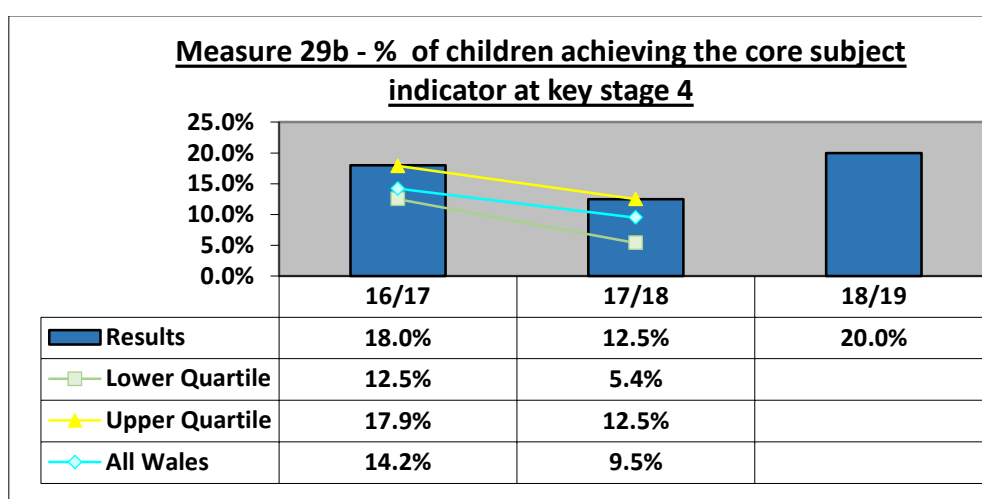 Measure 29b - % of children achieving the core subject
indicator at key stage 4
25.0%
20.0%
15.0%
10.0%
5.0%
0.0%
16/17 17/18 18/19
Results 18.0% 12.5% 20.0%
Lower Quartile 12.5% 5.4%
Upper Quartile 17.9% 12.5%
All Wales 14.2% 9.5%